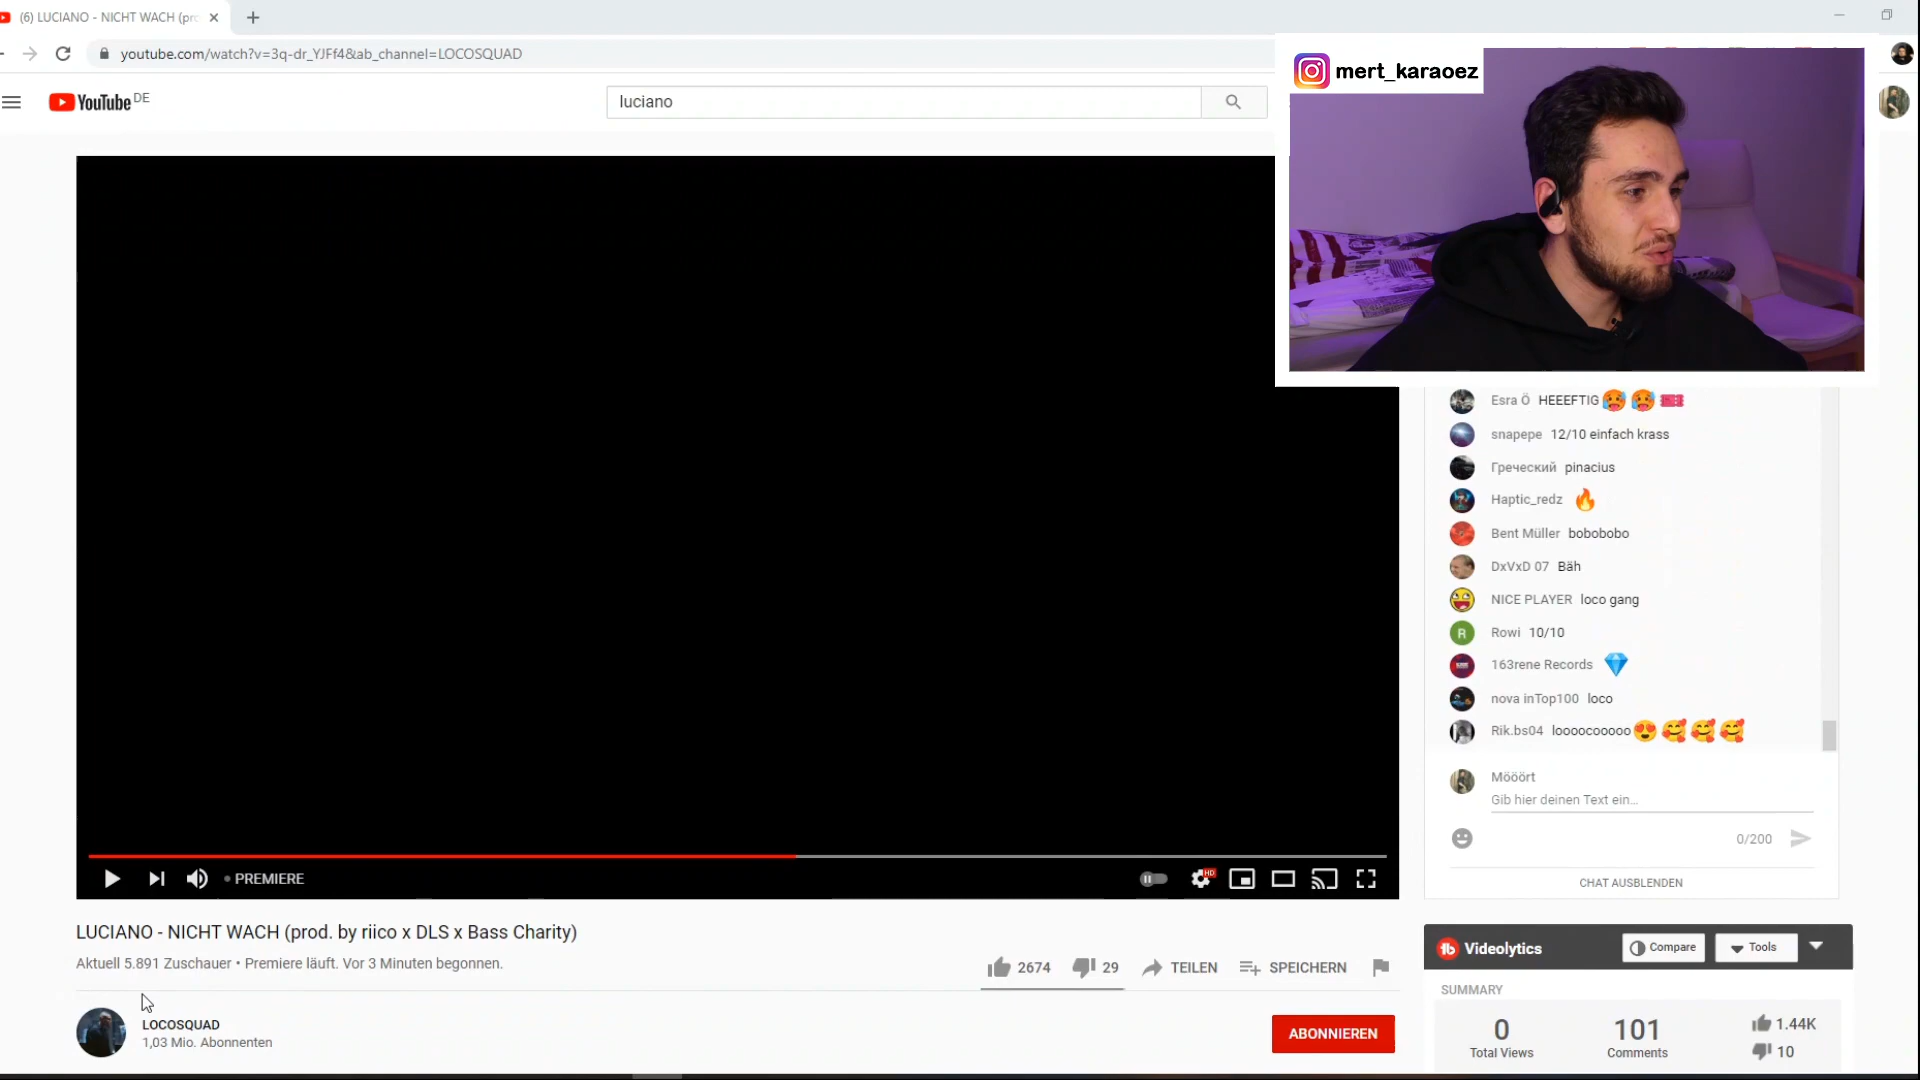 (6) LUCIANO - NICHT WACH (pro
youtube.com/watch?v=3q-dr_YJFf4&ab_channel=LOCOSQUAD
mert_karaoez
YouTube DE
luciano
Esra Ö HEEEFTIG
snapepe 12/10 einfach krass
Греческий pinacius
Haptic_redz
Bent Müller bobobobo
DxVxD 07 Bäh
NICE PLAYER loco gang
R Rowi 10/10
163rene Records
nova inTop100 loco
Rik.bs04 loooocooooo
Mööört
Gib hier deinen Text ein...
0/200
CHAT AUSBLENDEN
• PREMIERE
HD
LUCIANO - NICHT WACH (prod. by riico x DLS x Bass Charity)
Aktuell 5.891 Zuschauer • Premiere läuft. Vor 3 Minuten begonnen.
2674 29 TEILEN SPEICHERN
LOCOSQUAD
1,03 Mio. Abonnenten
ABONNIEREN
Videolytics Compare Tools
SUMMARY
0 101 1.44K
Total Views Comments 10